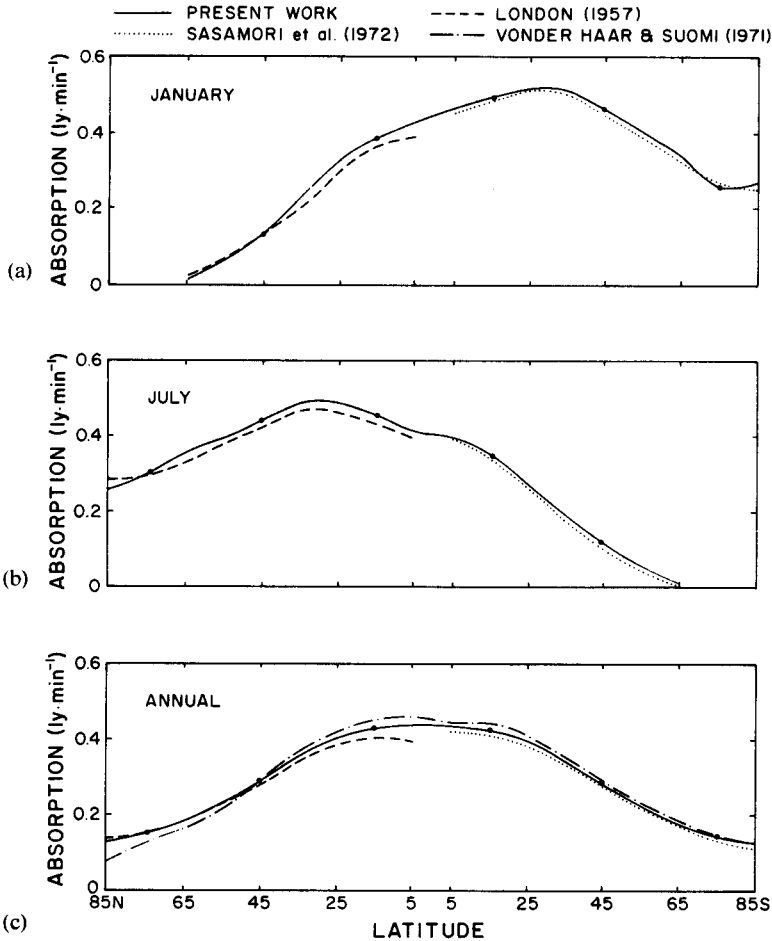 PRESENT WORK
LONDON (1957)
SASAMORI et al. (1972)
VONDER HAAR & SUOMI (1971)
(a)
ABSORPTION (ly·min⁻¹)
0.6
0.4
0.2
0
JANUARY
85N 65 45 25 5 5 25 45 65 85S
(b)
ABSORPTION (ly·min⁻¹)
0.6
0.4
0.2
0
JULY
(c)
ABSORPTION (ly·min⁻¹)
0.6
0.4
0.2
0
ANNUAL
LATITUDE